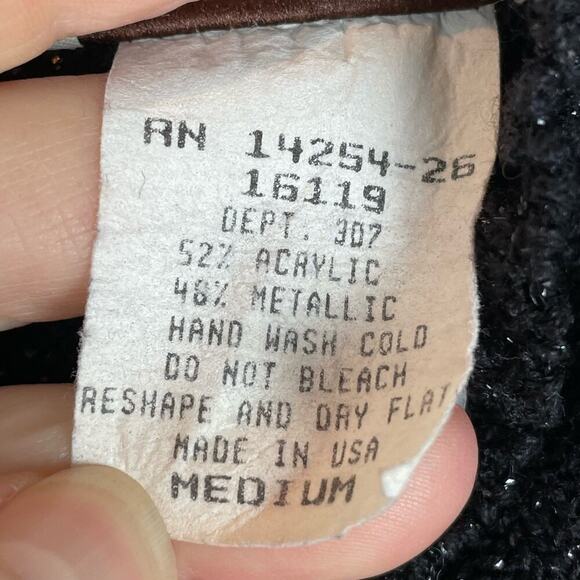 RN 14254-26
16119
DEPT. 307
52% ACRYLIC
48% METALLIC
HAND WASH COLD
DO NOT BLEACH
RESHAPE AND DRY FLAT
MADE IN USA
MEDIUM